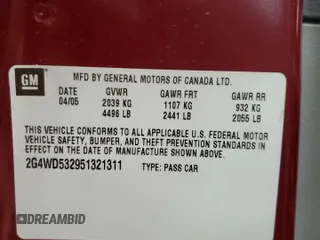 GM
MFD BY GENERAL MOTORS OF CANADA LTD.
DATE GVWR GAWR FRT GAWR RR
04/05 2039 KG 1107 KG 932 KG
4496 LB 2441 LB 2055 LB
THIS VEHICLE CONFORMS TO ALL APPLICABLE U.S. FEDERAL MOTOR
VEHICLE SAFETY, BUMPER, AND THEFT PREVENTION STANDARDS IN
EFFECT ON THE DATE OF MANUFACTURE SHOWN ABOVE.
2G4WD532951321311 TYPE: PASS CAR
DREAMBID